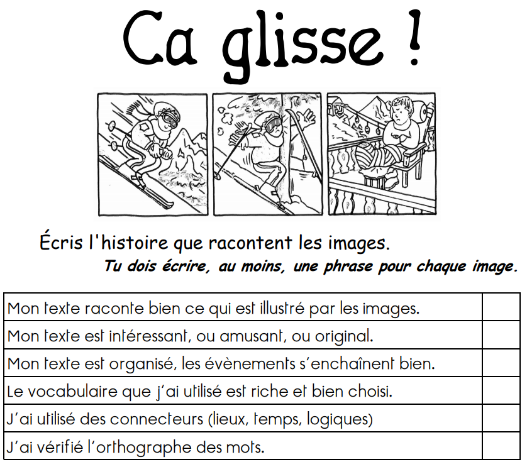 Ca glisse !
Écris l'histoire que racontent les images.
Tu dois écrire, au moins, une phrase pour chaque image.
Mon texte raconte bien ce qui est illustré par les images.
Mon texte est intéressant, ou amusant, ou original.
Mon texte est organisé, les évènements s'enchaînent bien.
Le vocabulaire que j'ai utilisé est riche et bien choisi.
J'ai utilisé des connecteurs (lieux, temps, logiques)
J'ai vérifié l'orthographe des mots.